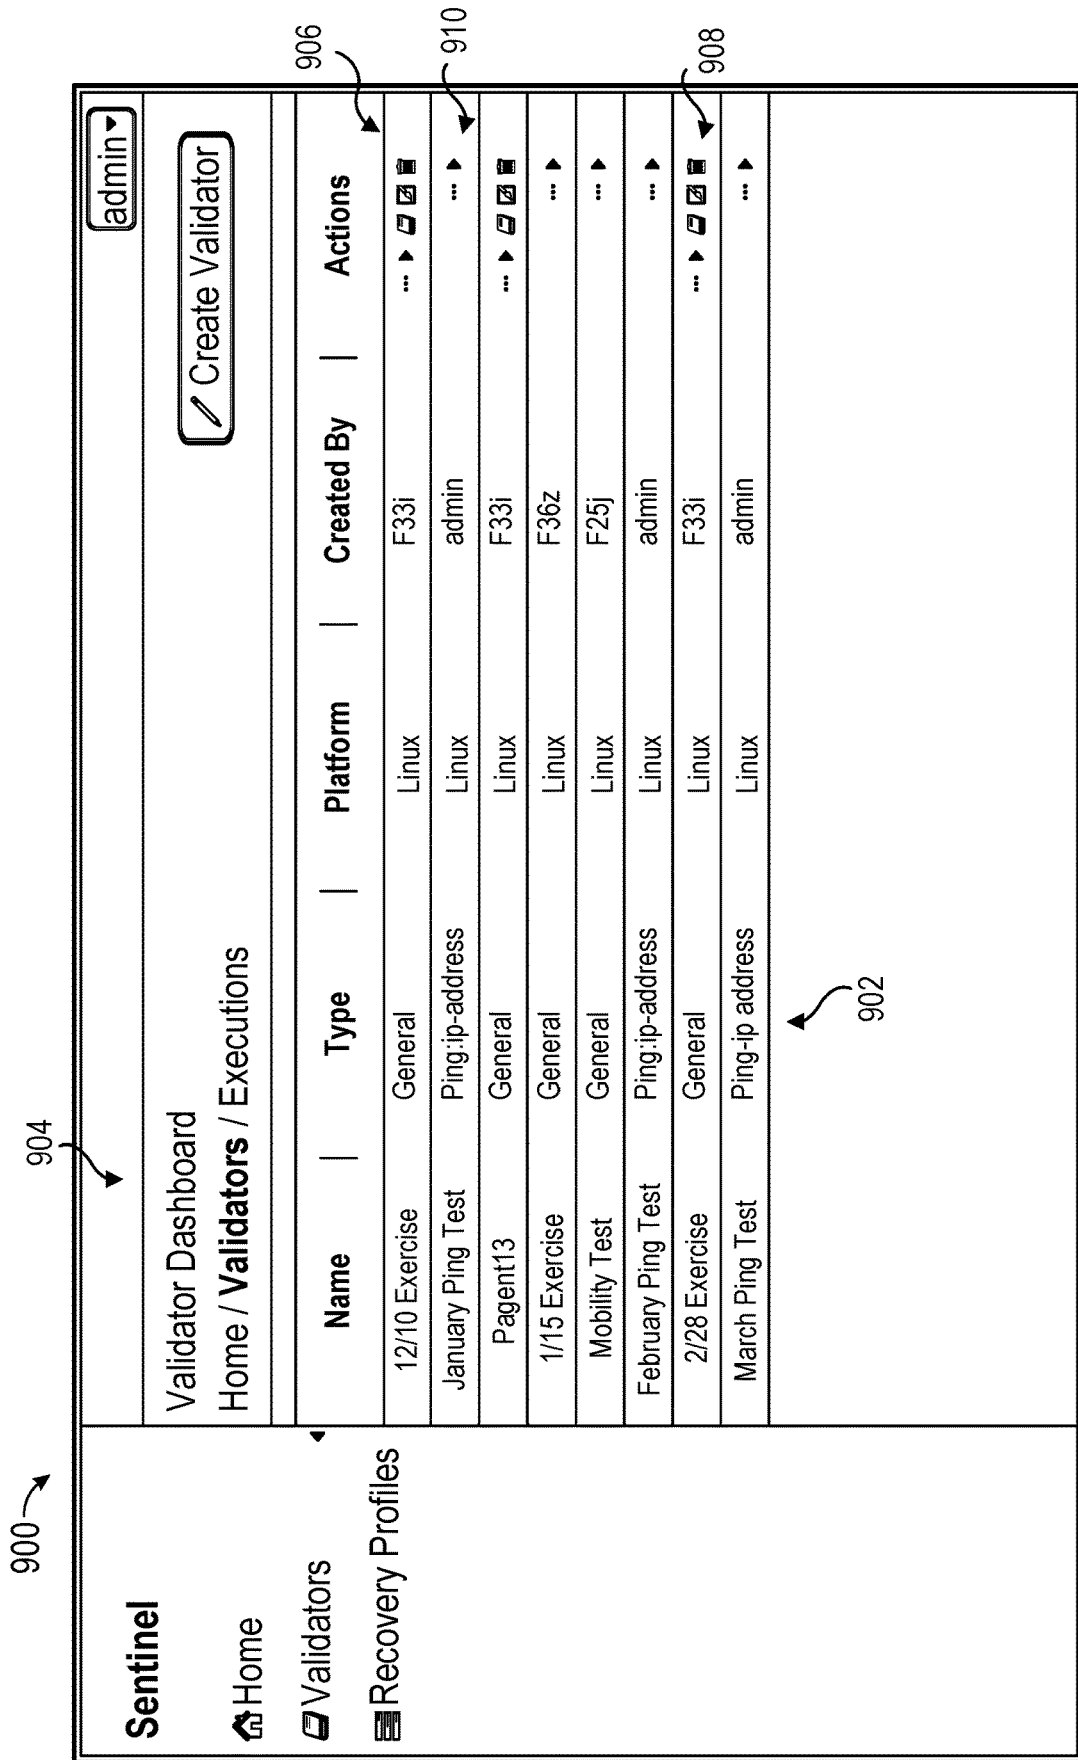 900
904
906
910
908
902
Sentinel
Home
Validators
Recovery Profiles
admin
Validator Dashboard
Home / Validators / Executions
Create Validator
Name | Type | Platform | Created By | Actions
12/10 Exercise General Linux F33i ...
January Ping Test Ping:ip-address Linux admin ...
Pagent13 General Linux F33i ...
1/15 Exercise General Linux F36z ...
Mobility Test General Linux F25j ...
February Ping Test Ping:ip-address Linux admin ...
2/28 Exercise General Linux F33i ...
March Ping Test Ping-ip address Linux admin ...